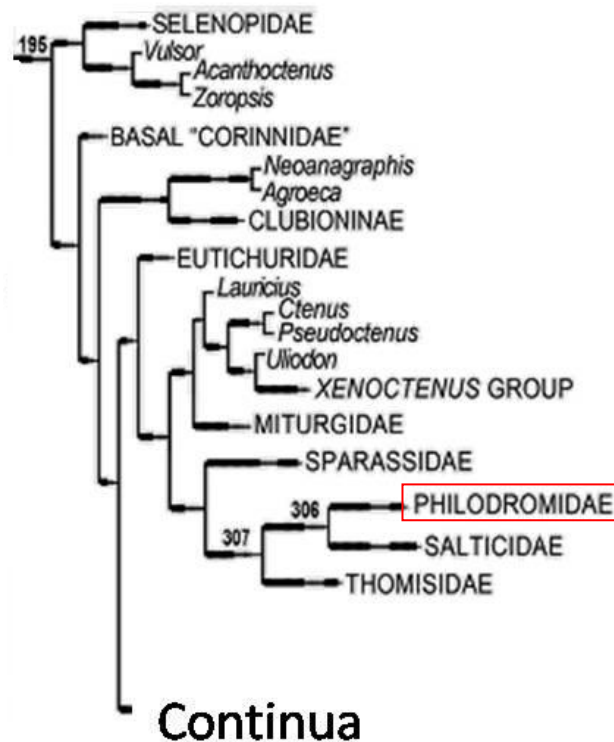 SELENOPIDAE
195
Vulsor
Acanthoctenus
Zoropsis
BASAL "CORINNIDAE"
Neoanagraphis
Agroeca
CLUBIONINAE
EUTICHURIDAE
Lauricius
Ctenus
Pseudoctenus
Uliodon
XENOCTENUS GROUP
MITURGIDAE
SPARASSIDAE
306
PHILODROMIDAE
307
SALTICIDAE
THOMISIDAE
Continua